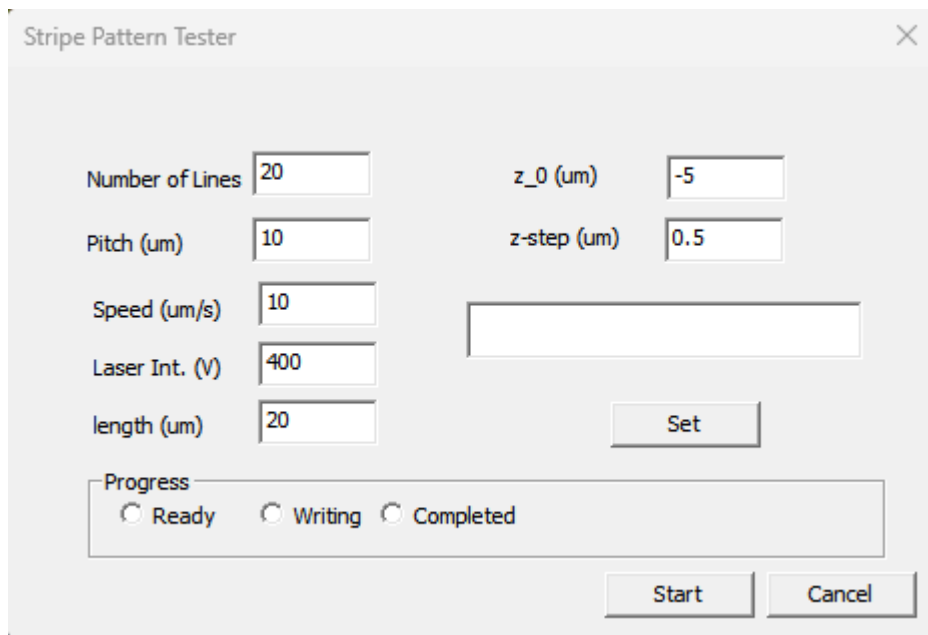 Stripe Pattern Tester
Number of Lines 20
z_0 (um) -5
Pitch (um) 10
z-step (um) 0.5
Speed (um/s) 10
Laser Int. (V) 400
length (um) 20
Set
Progress
Ready Writing Completed
Start Cancel